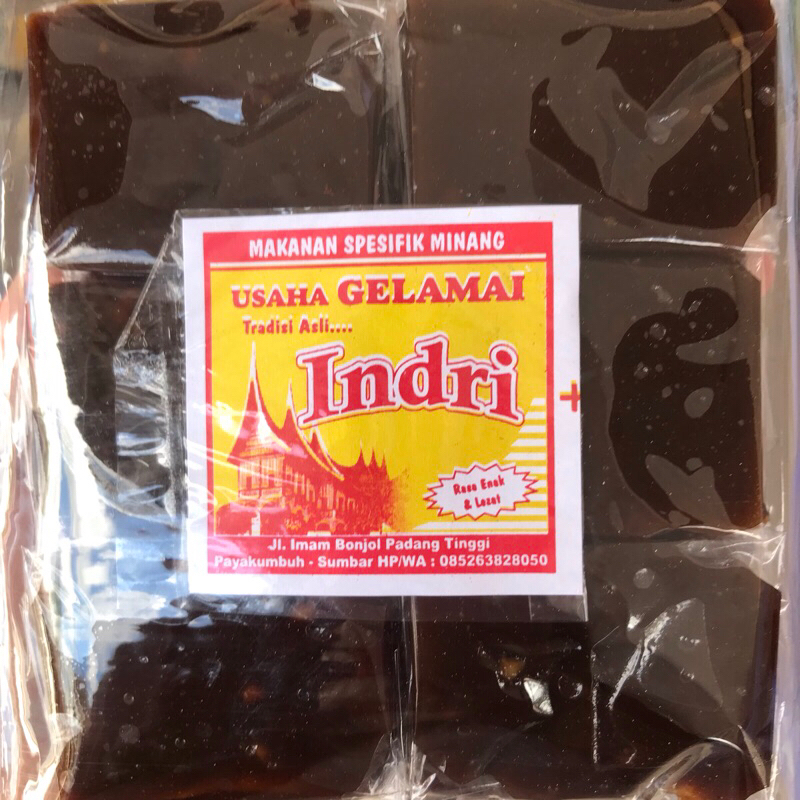 MAKANAN SPESIFIK MINANG
USAHA GELAMAI
Tradisi Asli....
Indri
Rasa Enak
& Lezat
Jl. Imam Bonjol Padang Tinggi
Payakumbuh - Sumbar HP/WA : 085263828050